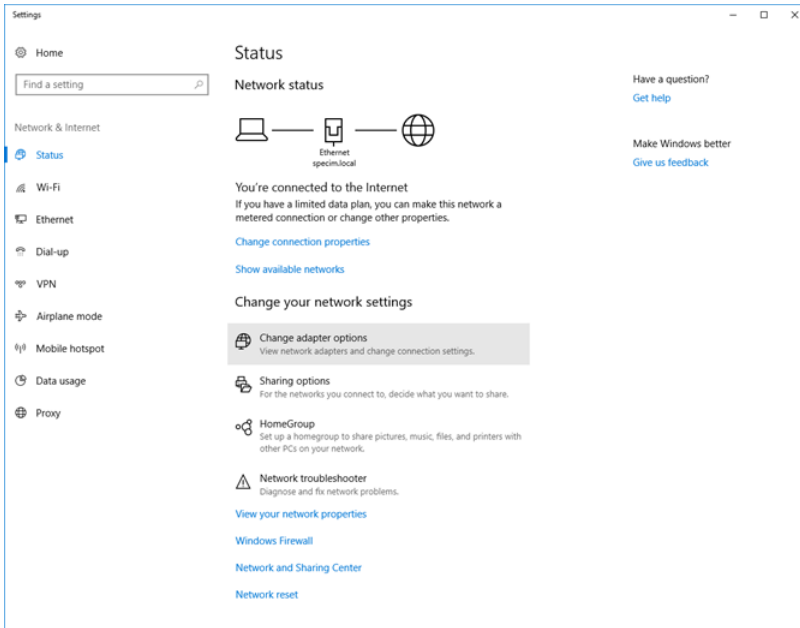 Settings
Home
Find a setting
Network & Internet
Status
Wi-Fi
Ethernet
Dial-up
VPN
Airplane mode
Mobile hotspot
Data usage
Proxy
Status
Network status
Ethernet
specim.local
You're connected to the Internet
If you have a limited data plan, you can make this network a
metered connection or change other properties.
Change connection properties
Show available networks
Change your network settings
Change adapter options
View network adapters and change connection settings.
Sharing options
For the networks you connect to, decide what you want to share.
HomeGroup
Set up a homegroup to share pictures, music, files, and printers with
other PCs on your network.
Network troubleshooter
Diagnose and fix network problems.
View your network properties
Windows Firewall
Network and Sharing Center
Network reset
Have a question?
Get help
Make Windows better
Give us feedback